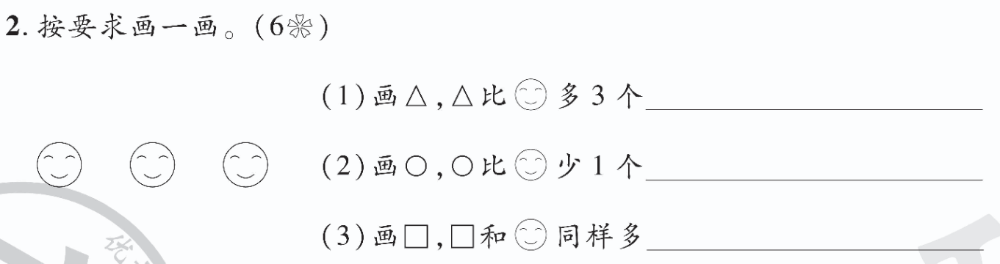 2. 按要求画一画。(6❀)
(1)画△,△比☺多3个
(2)画○,○比☺少1个
(3)画□,□和☺同样多
优